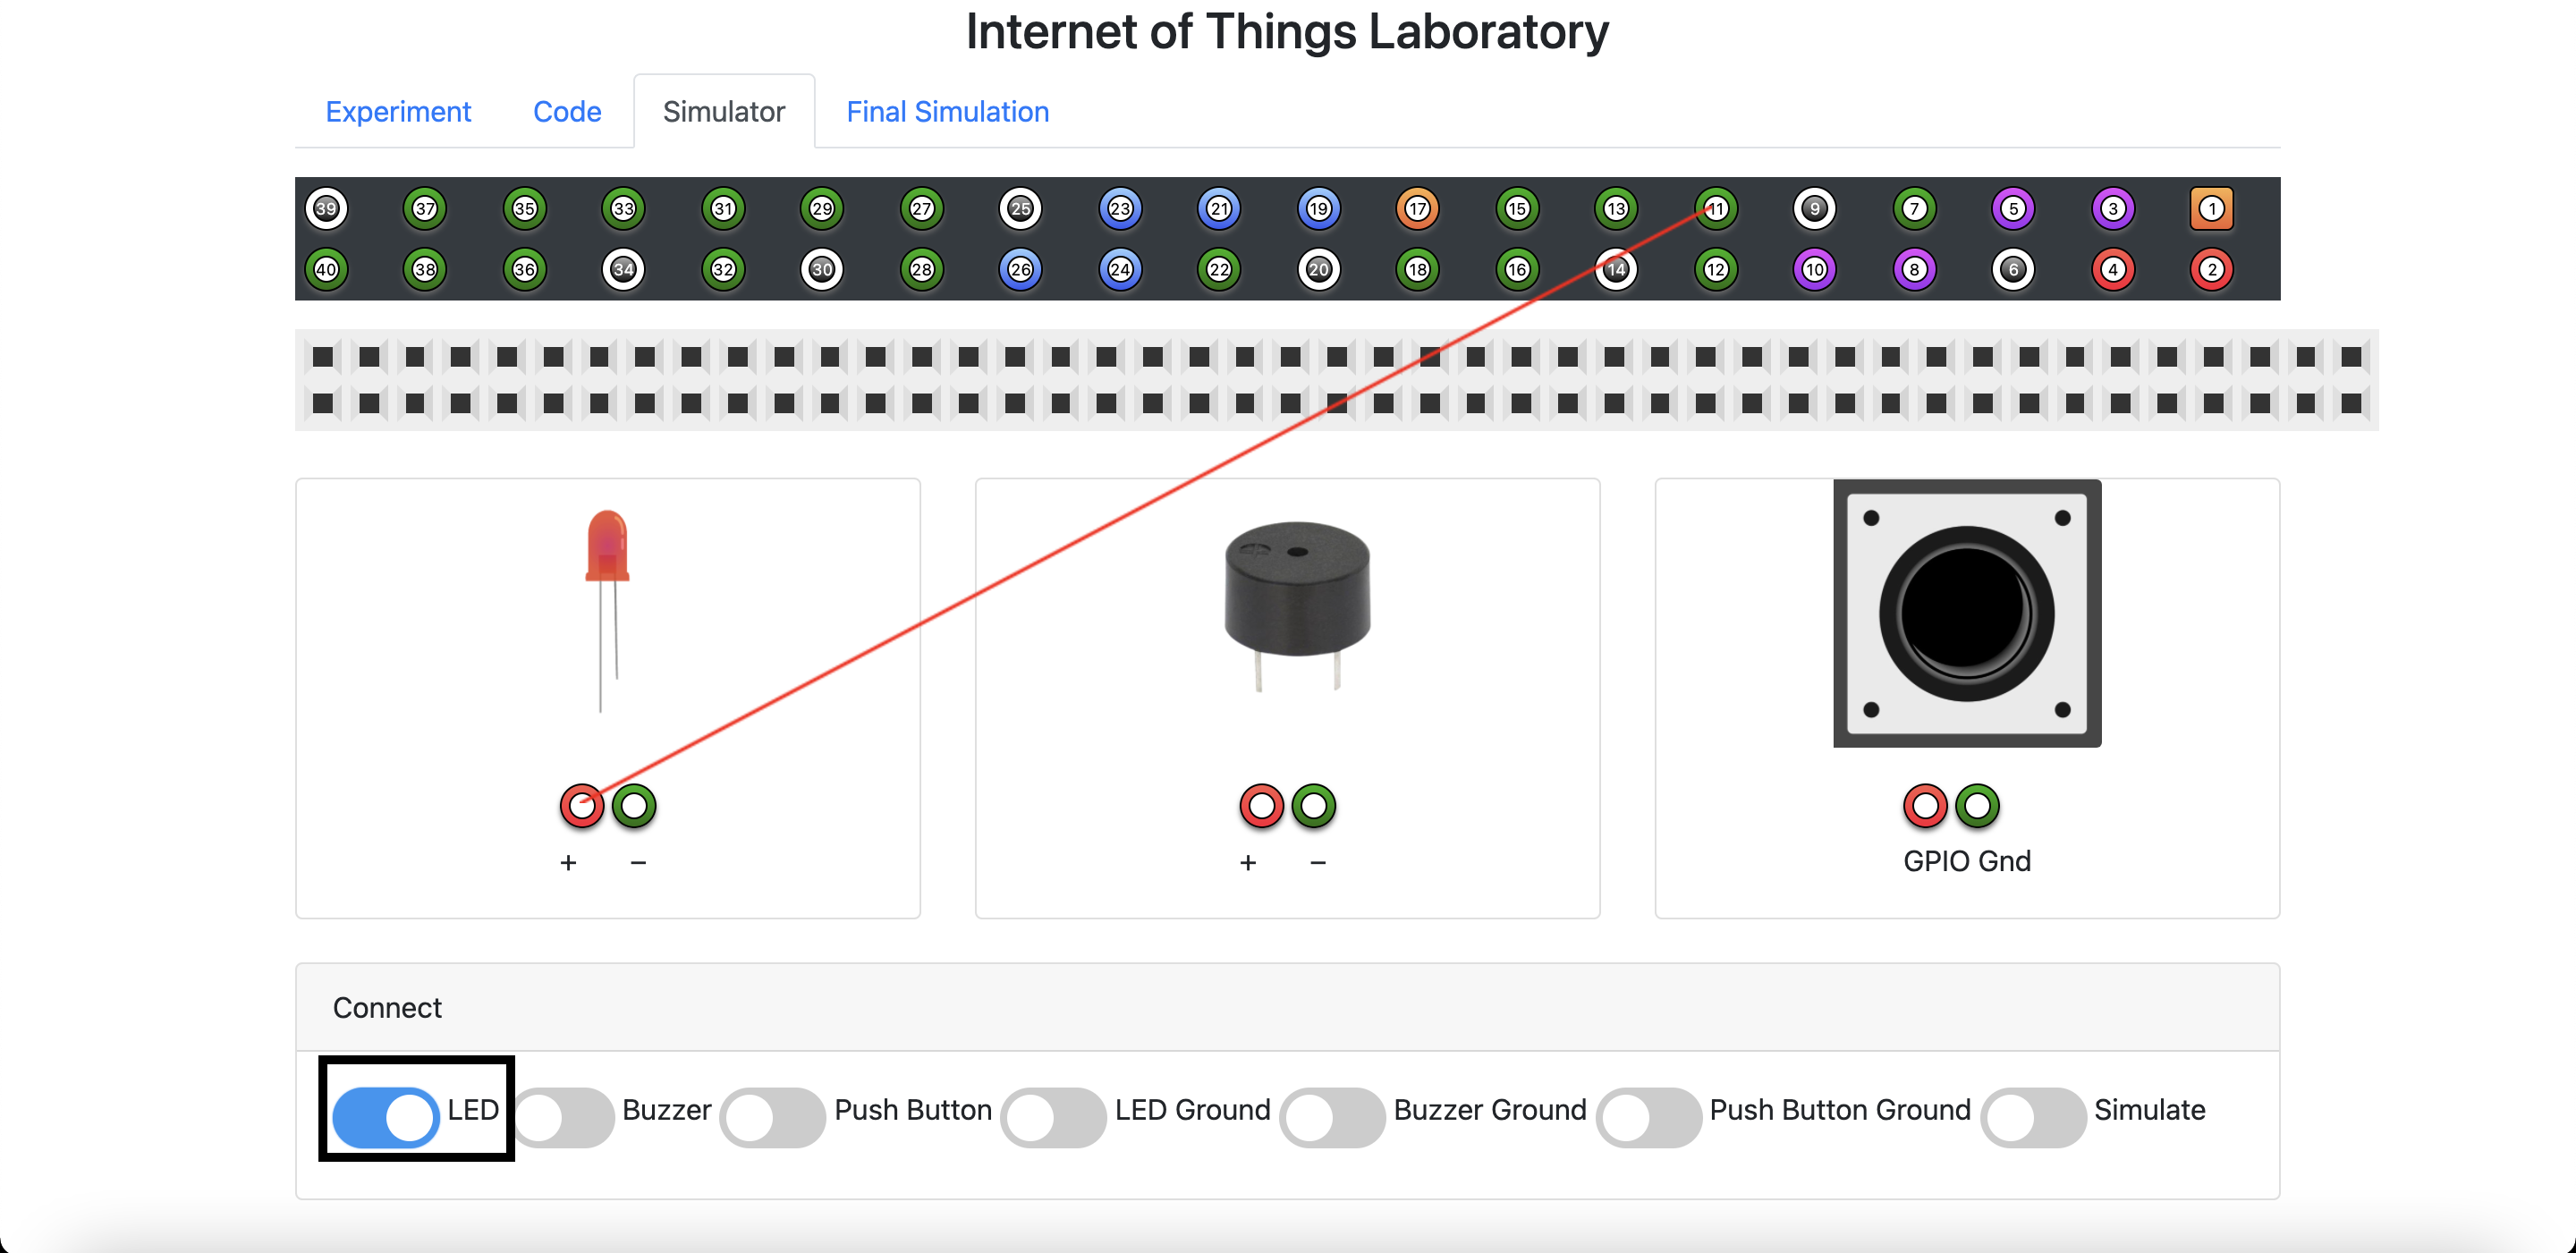 Internet of Things Laboratory
Experiment Code Simulator Final Simulation
39 37 35 33 31 29 27 25 23 21 19 17 15 13 11 9 7 5 3 1
40 38 36 34 32 30 28 26 24 22 20 18 16 14 12 10 8 6 4 2
+ − + − GPIO Gnd
Connect
LED Buzzer Push Button LED Ground Buzzer Ground Push Button Ground Simulate